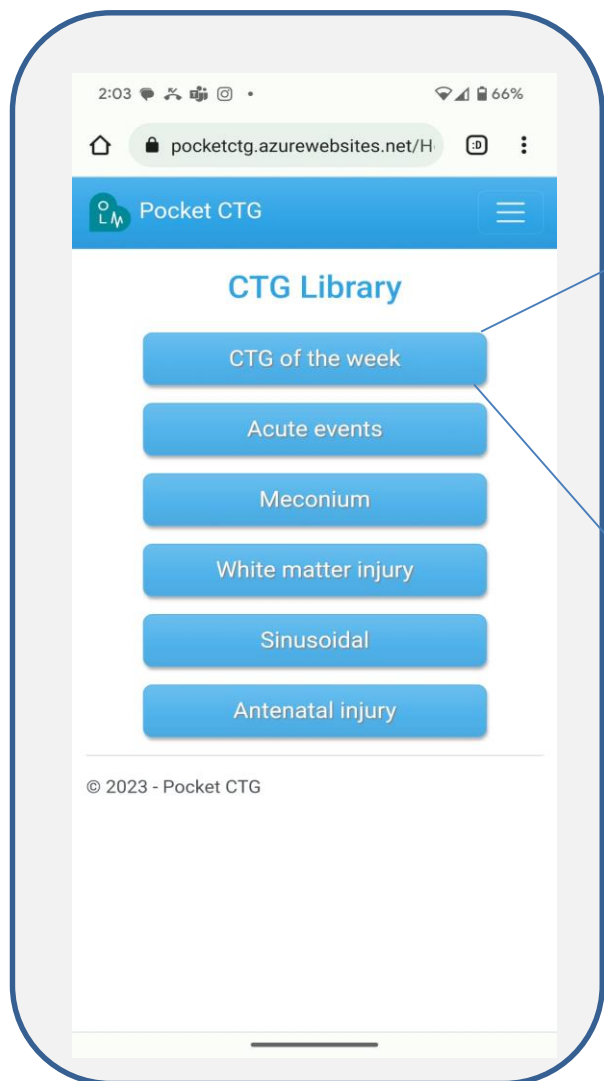 2:03 66%
pocketctg.azurewebsites.net/H :D
Pocket CTG
CTG Library
CTG of the week
Acute events
Meconium
White matter injury
Sinusoidal
Antenatal injury
© 2023 - Pocket CTG